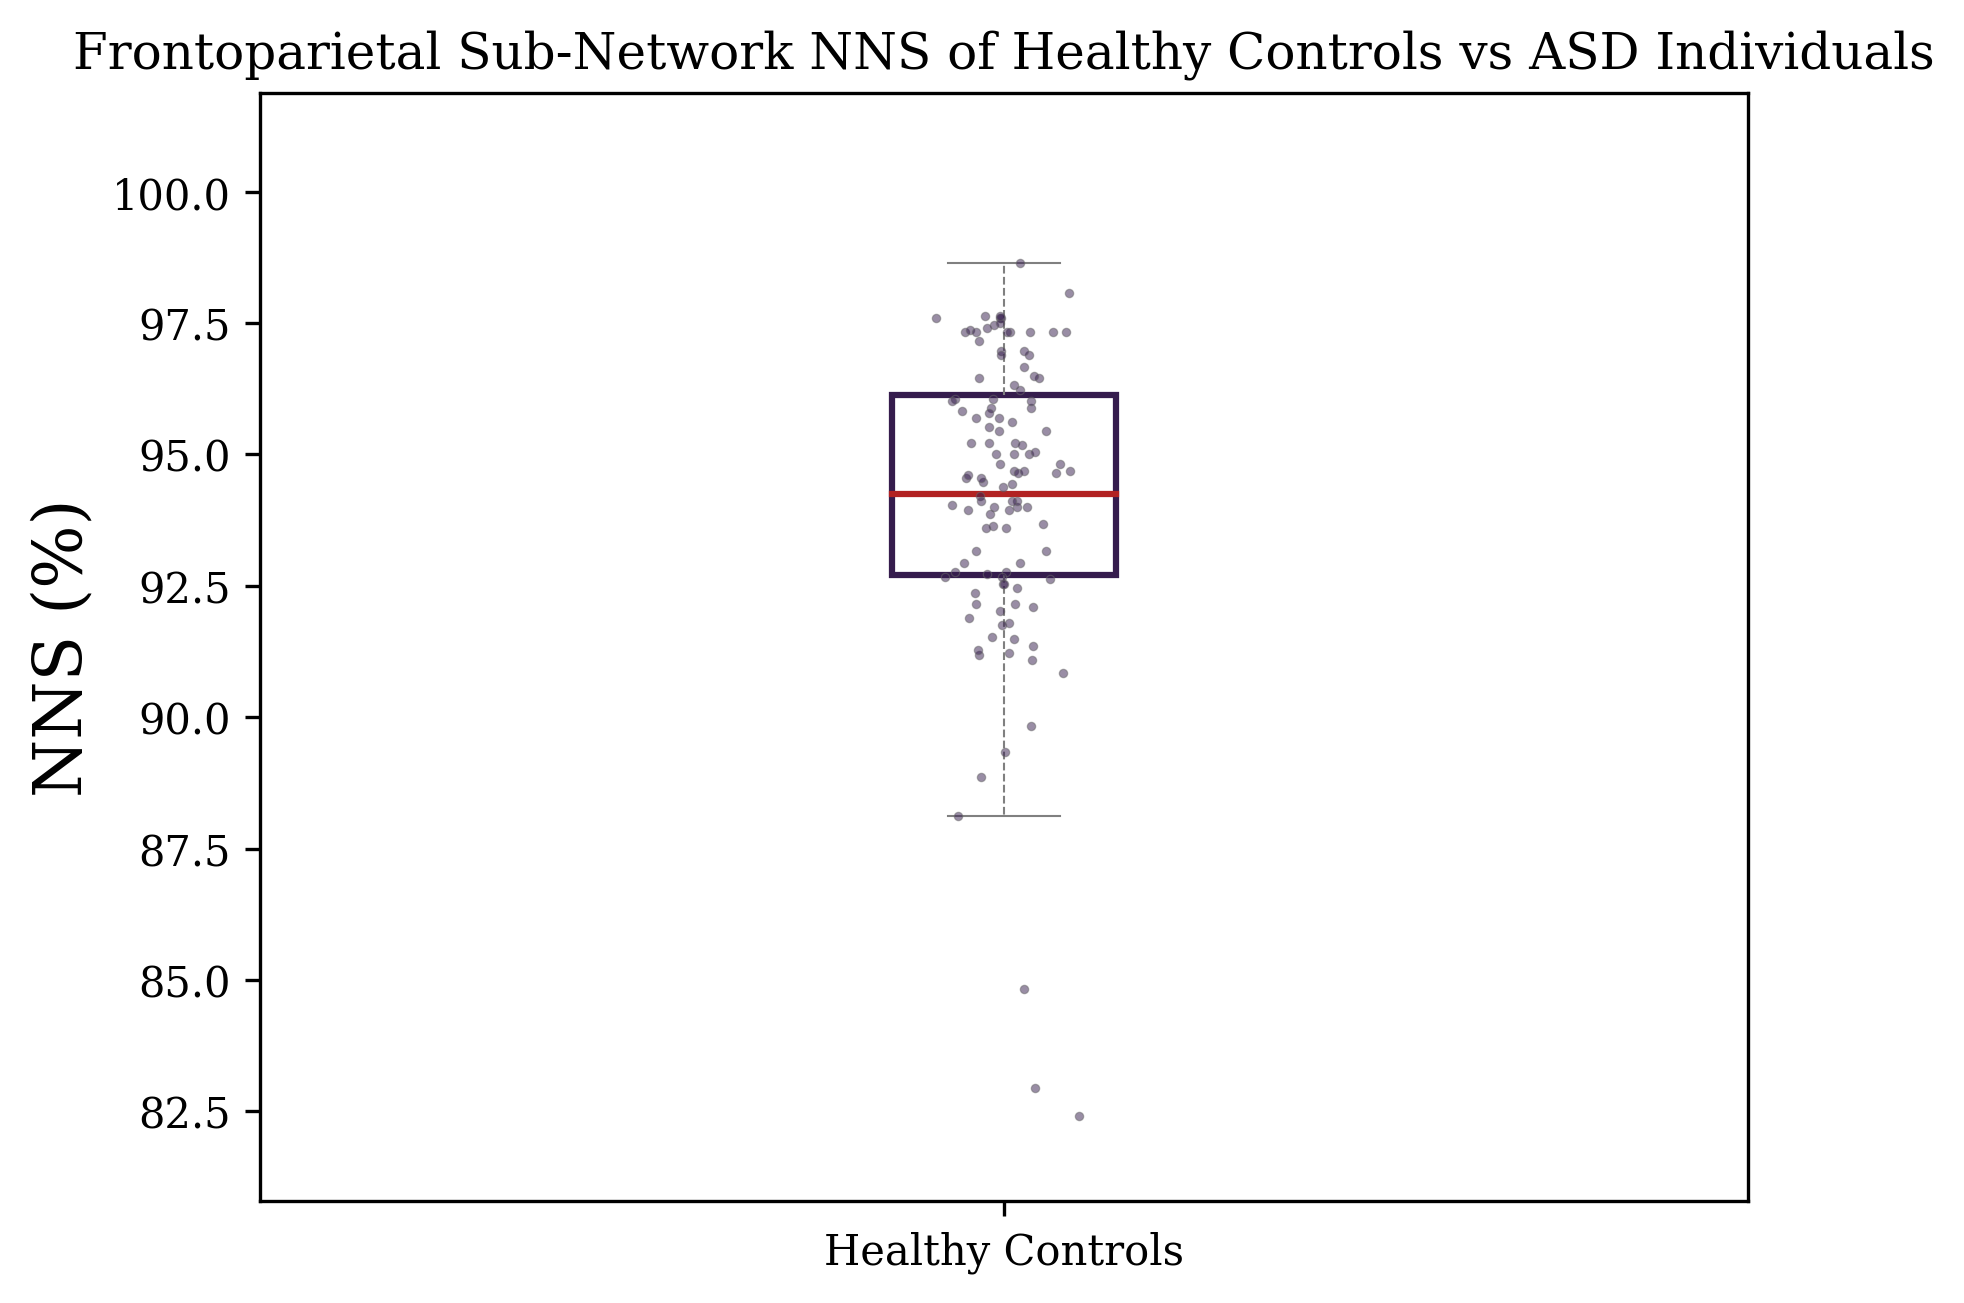 Frontoparietal Sub-Network NNS of Healthy Controls vs ASD Individuals
NNS (%)
100.0
97.5
95.0
92.5
90.0
87.5
85.0
82.5
Healthy Controls